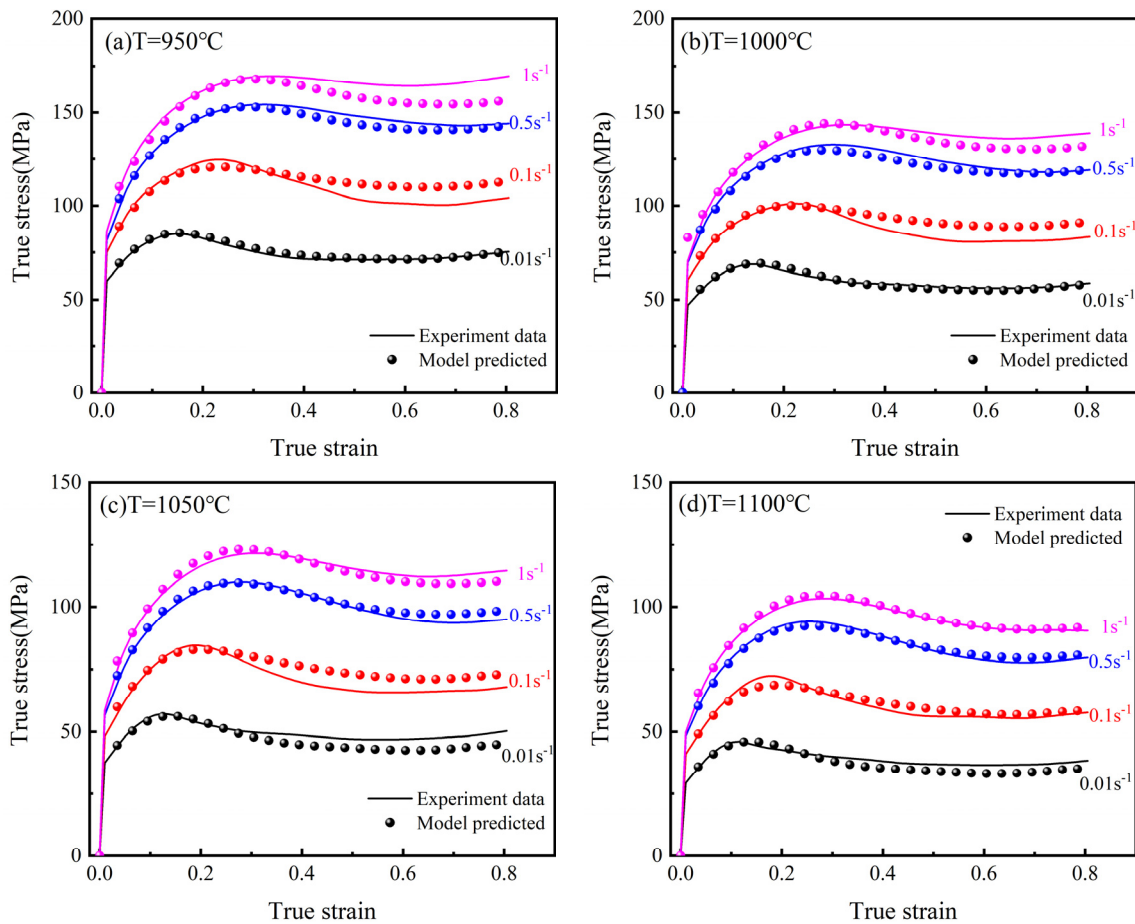 (a)T=950℃
200
150
100
50
0
True stress(MPa)
1s⁻¹
0.5s⁻¹
0.1s⁻¹
0.01s⁻¹
Experiment data
Model predicted
0.0 0.2 0.4 0.6 0.8
True strain
(b)T=1000℃
200
150
100
50
0
True stress(MPa)
1s⁻¹
0.5s⁻¹
0.1s⁻¹
0.01s⁻¹
Experiment data
Model predicted
0.0 0.2 0.4 0.6 0.8
True strain
(c)T=1050℃
150
100
50
0
True stress(MPa)
1s⁻¹
0.5s⁻¹
0.1s⁻¹
0.01s⁻¹
Experiment data
Model predicted
0.0 0.2 0.4 0.6 0.8
True strain
(d)T=1100℃
150
100
50
0
True stress(MPa)
Experiment data
Model predicted
1s⁻¹
0.5s⁻¹
0.1s⁻¹
0.01s⁻¹
0.0 0.2 0.4 0.6 0.8
True strain